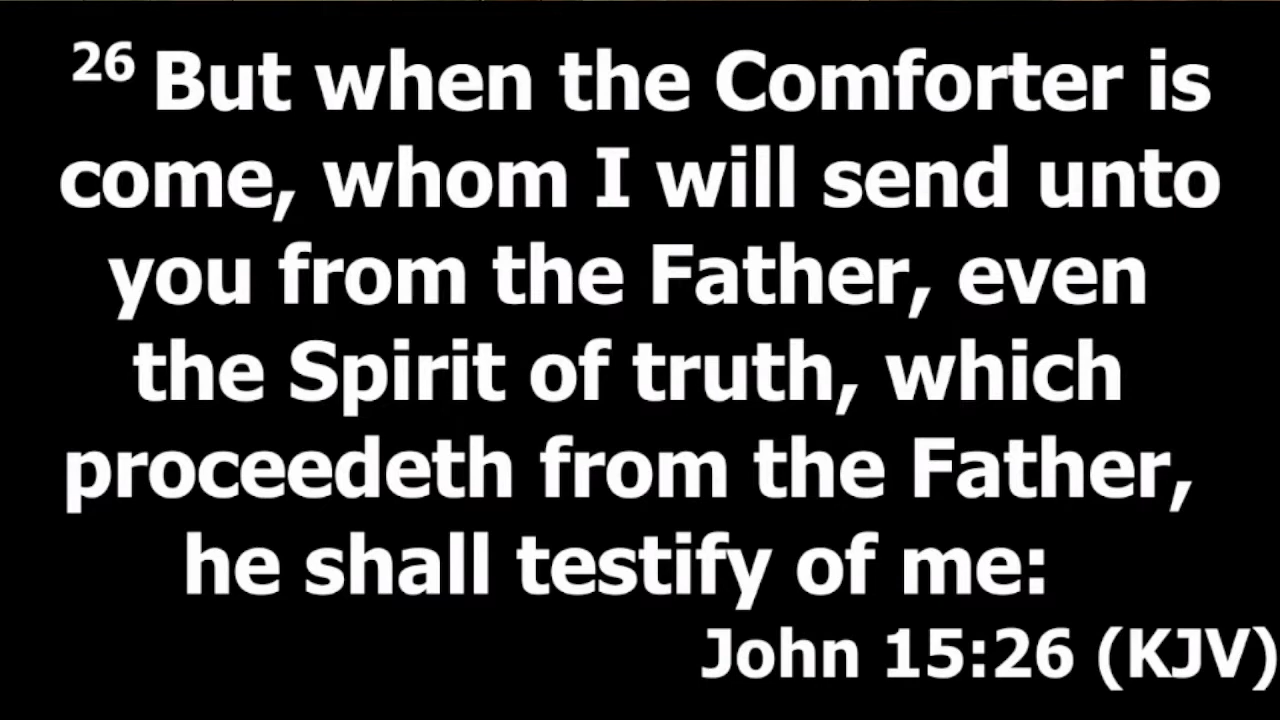 26 But when the Comforter is
come, whom I will send unto
you from the Father, even
the Spirit of truth, which
proceedeth from the Father,
he shall testify of me:
John 15:26 (KJV)